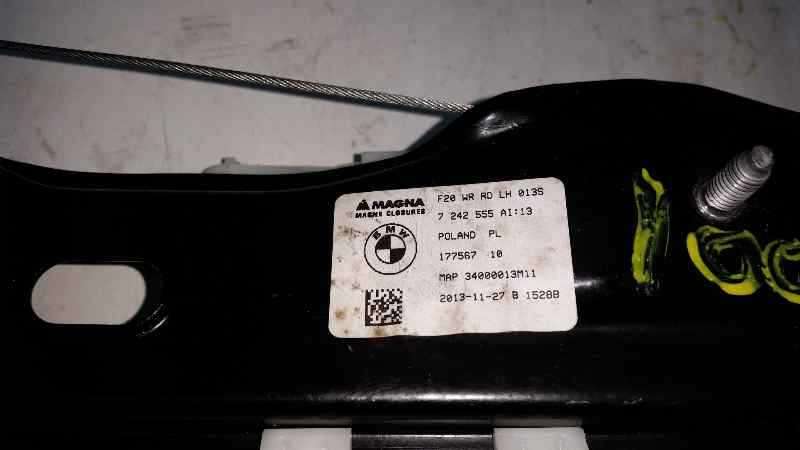 MAGNA
MAGNA CLOSURES
BMW
F20 WR RD LH 013S
7 242 555 AI:13
POLAND PL
177567 10
MAP 34000013M11
2013-11-27 B 1528B